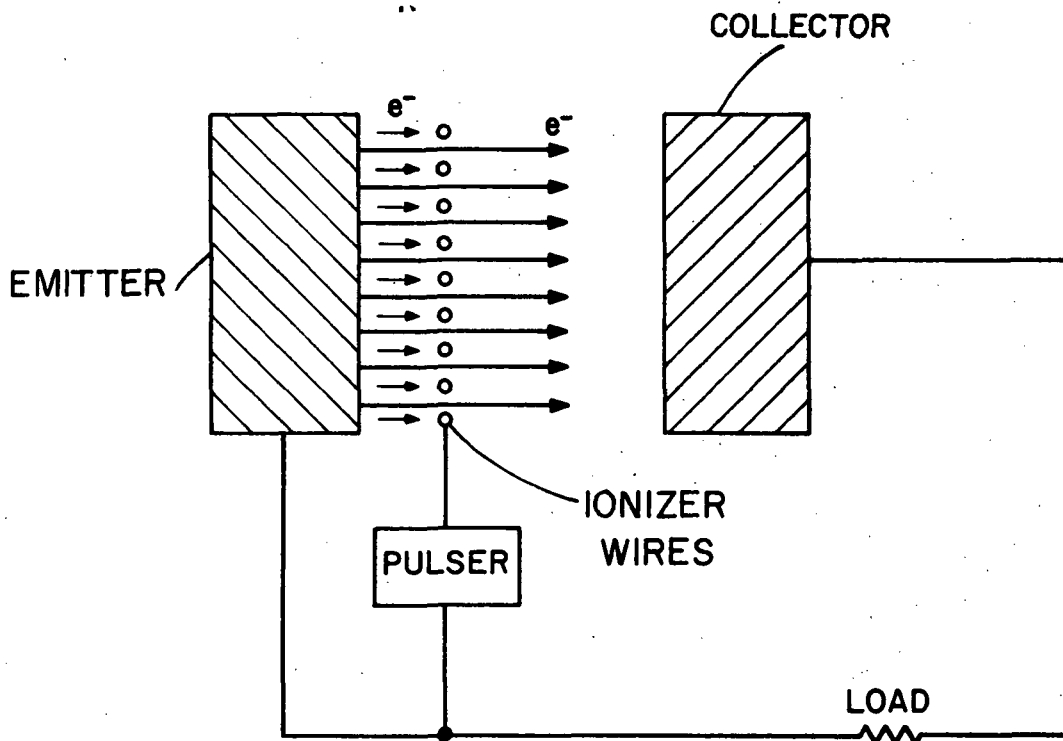 COLLECTOR
e⁻
e⁻
EMITTER
IONIZER
WIRES
PULSER
LOAD